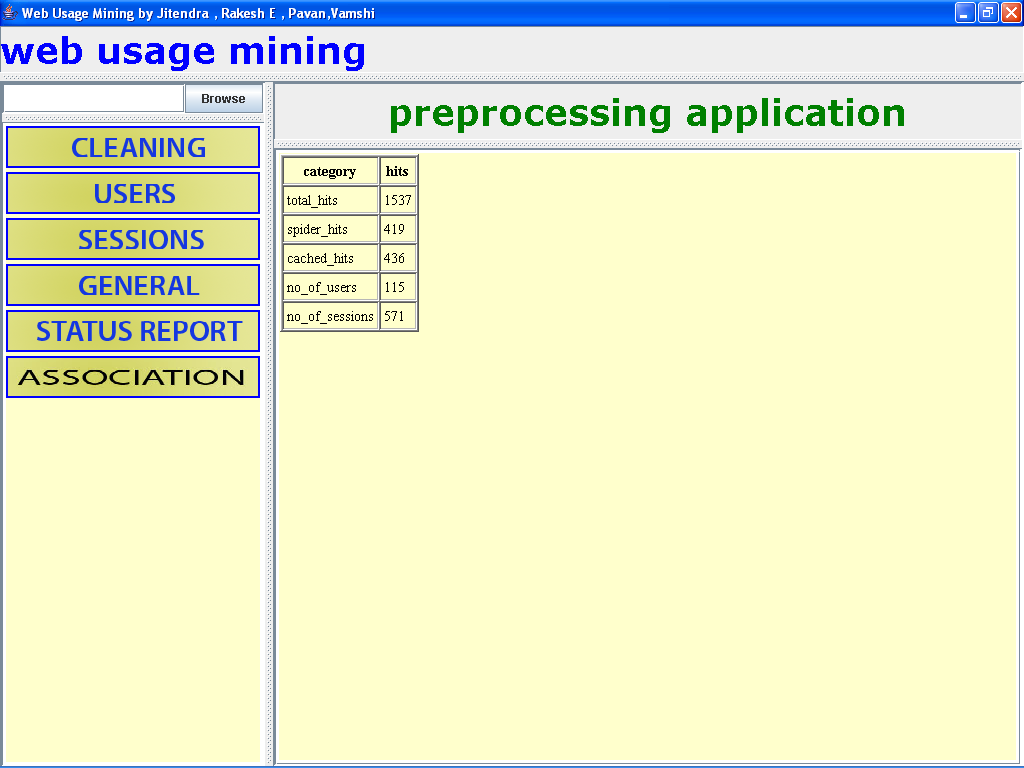 Web Usage Mining by Jitendra , Rakesh E , Pavan,Vamshi
web usage mining
Browse
preprocessing application
CLEANING
USERS
SESSIONS
GENERAL
STATUS REPORT
ASSOCIATION
category hits
total_hits 1537
spider_hits 419
cached_hits 436
no_of_users 115
no_of_sessions 571